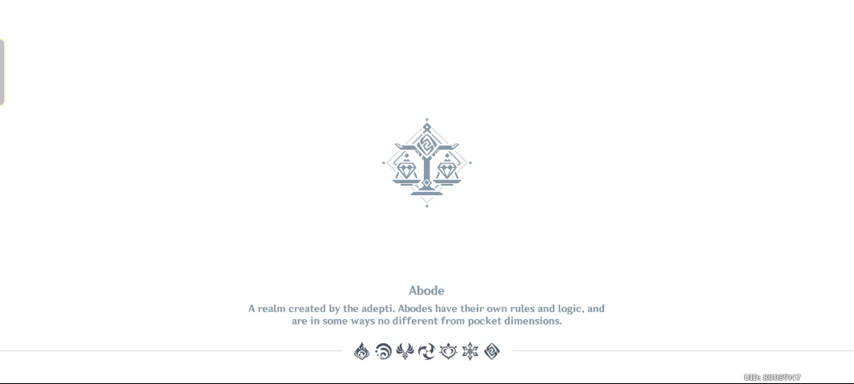 Abode
A realm created by the adepti. Abodes have their own rules and logic, and
are in some ways no different from pocket dimensions.
UID: